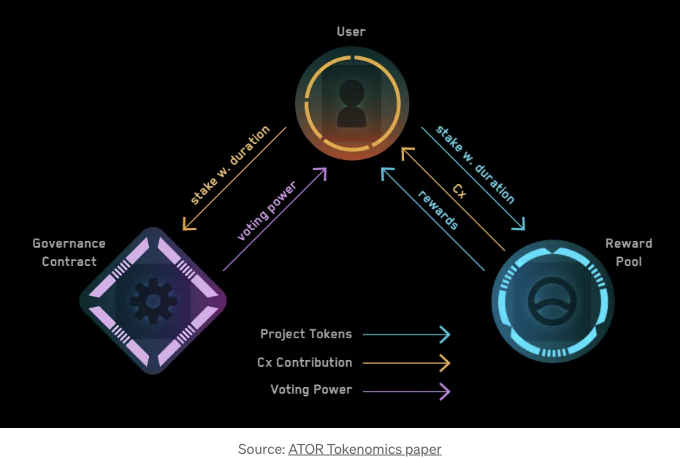 User
stake w. duration
voting power
stake w. duration
Cx
rewards
Governance
Contract
Reward
Pool
Project Tokens
Cx Contribution
Voting Power
Source: ATOR Tokenomics paper